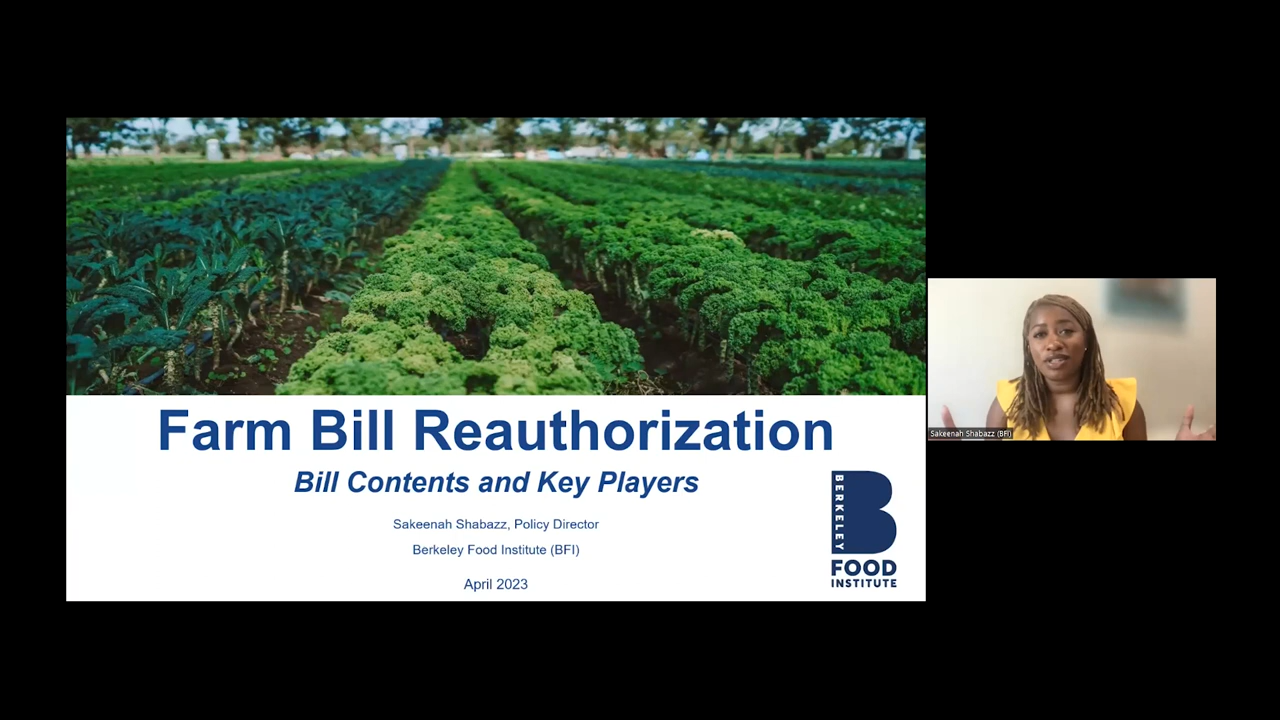 Farm Bill Reauthorization
Bill Contents and Key Players
Sakeenah Shabazz, Policy Director
Berkeley Food Institute (BFI)
April 2023
BERKELEY
FOOD
INSTITUTE
Sakeenah Shabazz (BFI)